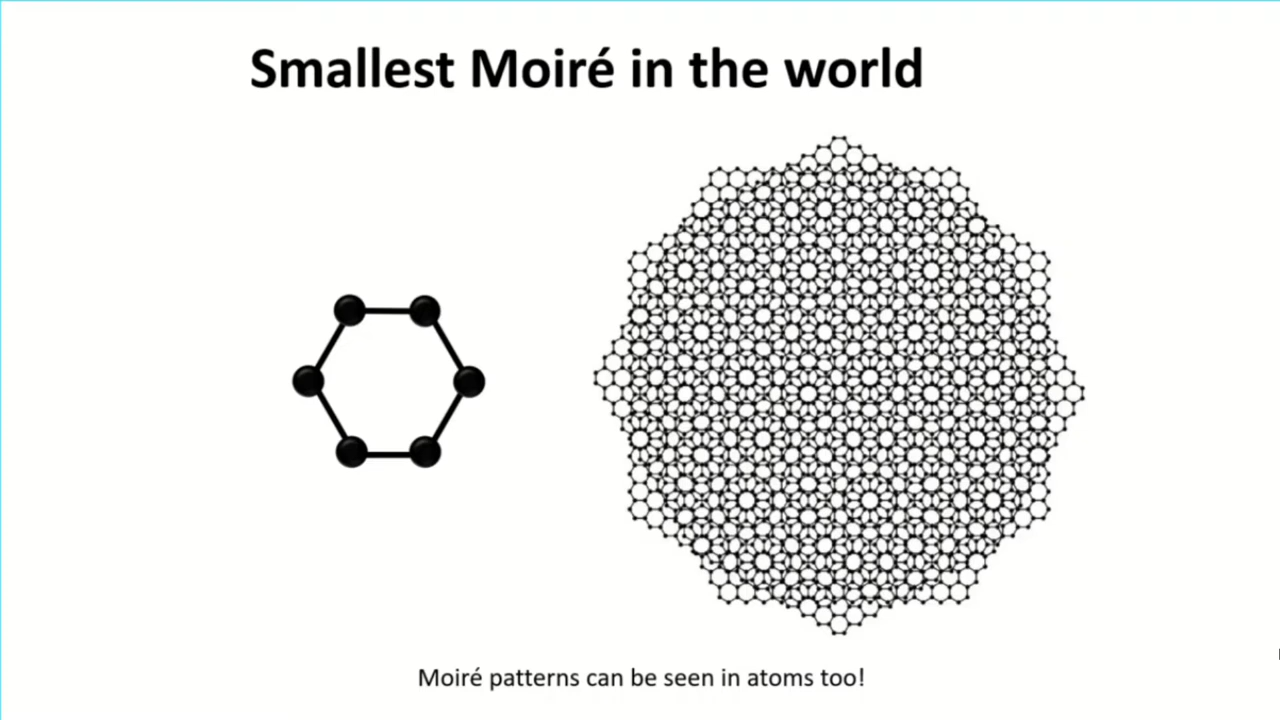 Smallest Moiré in the world
Moiré patterns can be seen in atoms too!